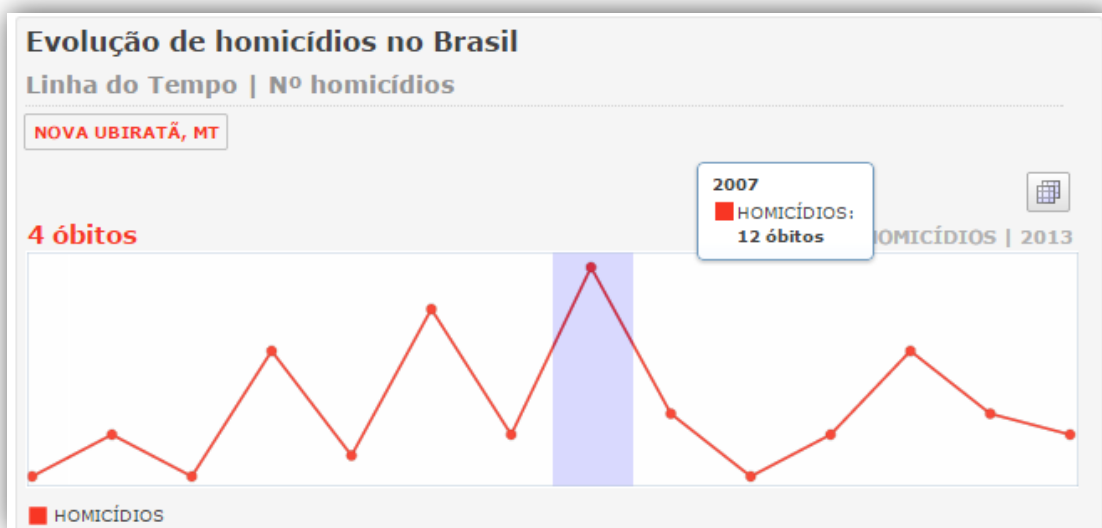 Evolução de homicídios no Brasil
Linha do Tempo | Nº homicídios
NOVA UBIRATÃ, MT
2007
HOMICÍDIOS:
12 óbitos
4 óbitos
HOMICÍDIOS | 2013
HOMICÍDIOS